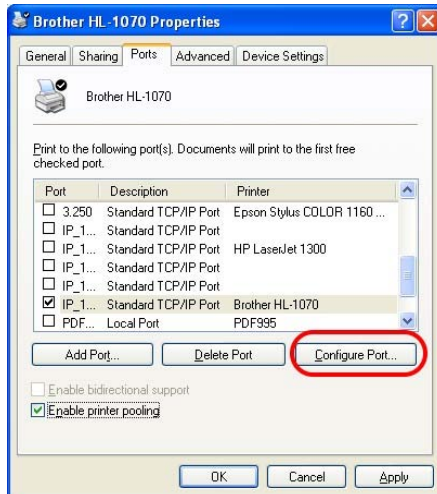 Brother HL-1070 Properties
General Sharing Ports Advanced Device Settings
Brother HL-1070
Print to the following port(s). Documents will print to the first free
checked port.
Port Description Printer
3.250 Standard TCP/IP Port Epson Stylus COLOR 1160 ...
IP_1... Standard TCP/IP Port
IP_1... Standard TCP/IP Port HP LaserJet 1300
IP_1... Standard TCP/IP Port
IP_1... Standard TCP/IP Port
IP_1... Standard TCP/IP Port Brother HL-1070
PDF... Local Port PDF995
Add Port... Delete Port Configure Port...
Enable bidirectional support
Enable printer pooling
OK Cancel Apply